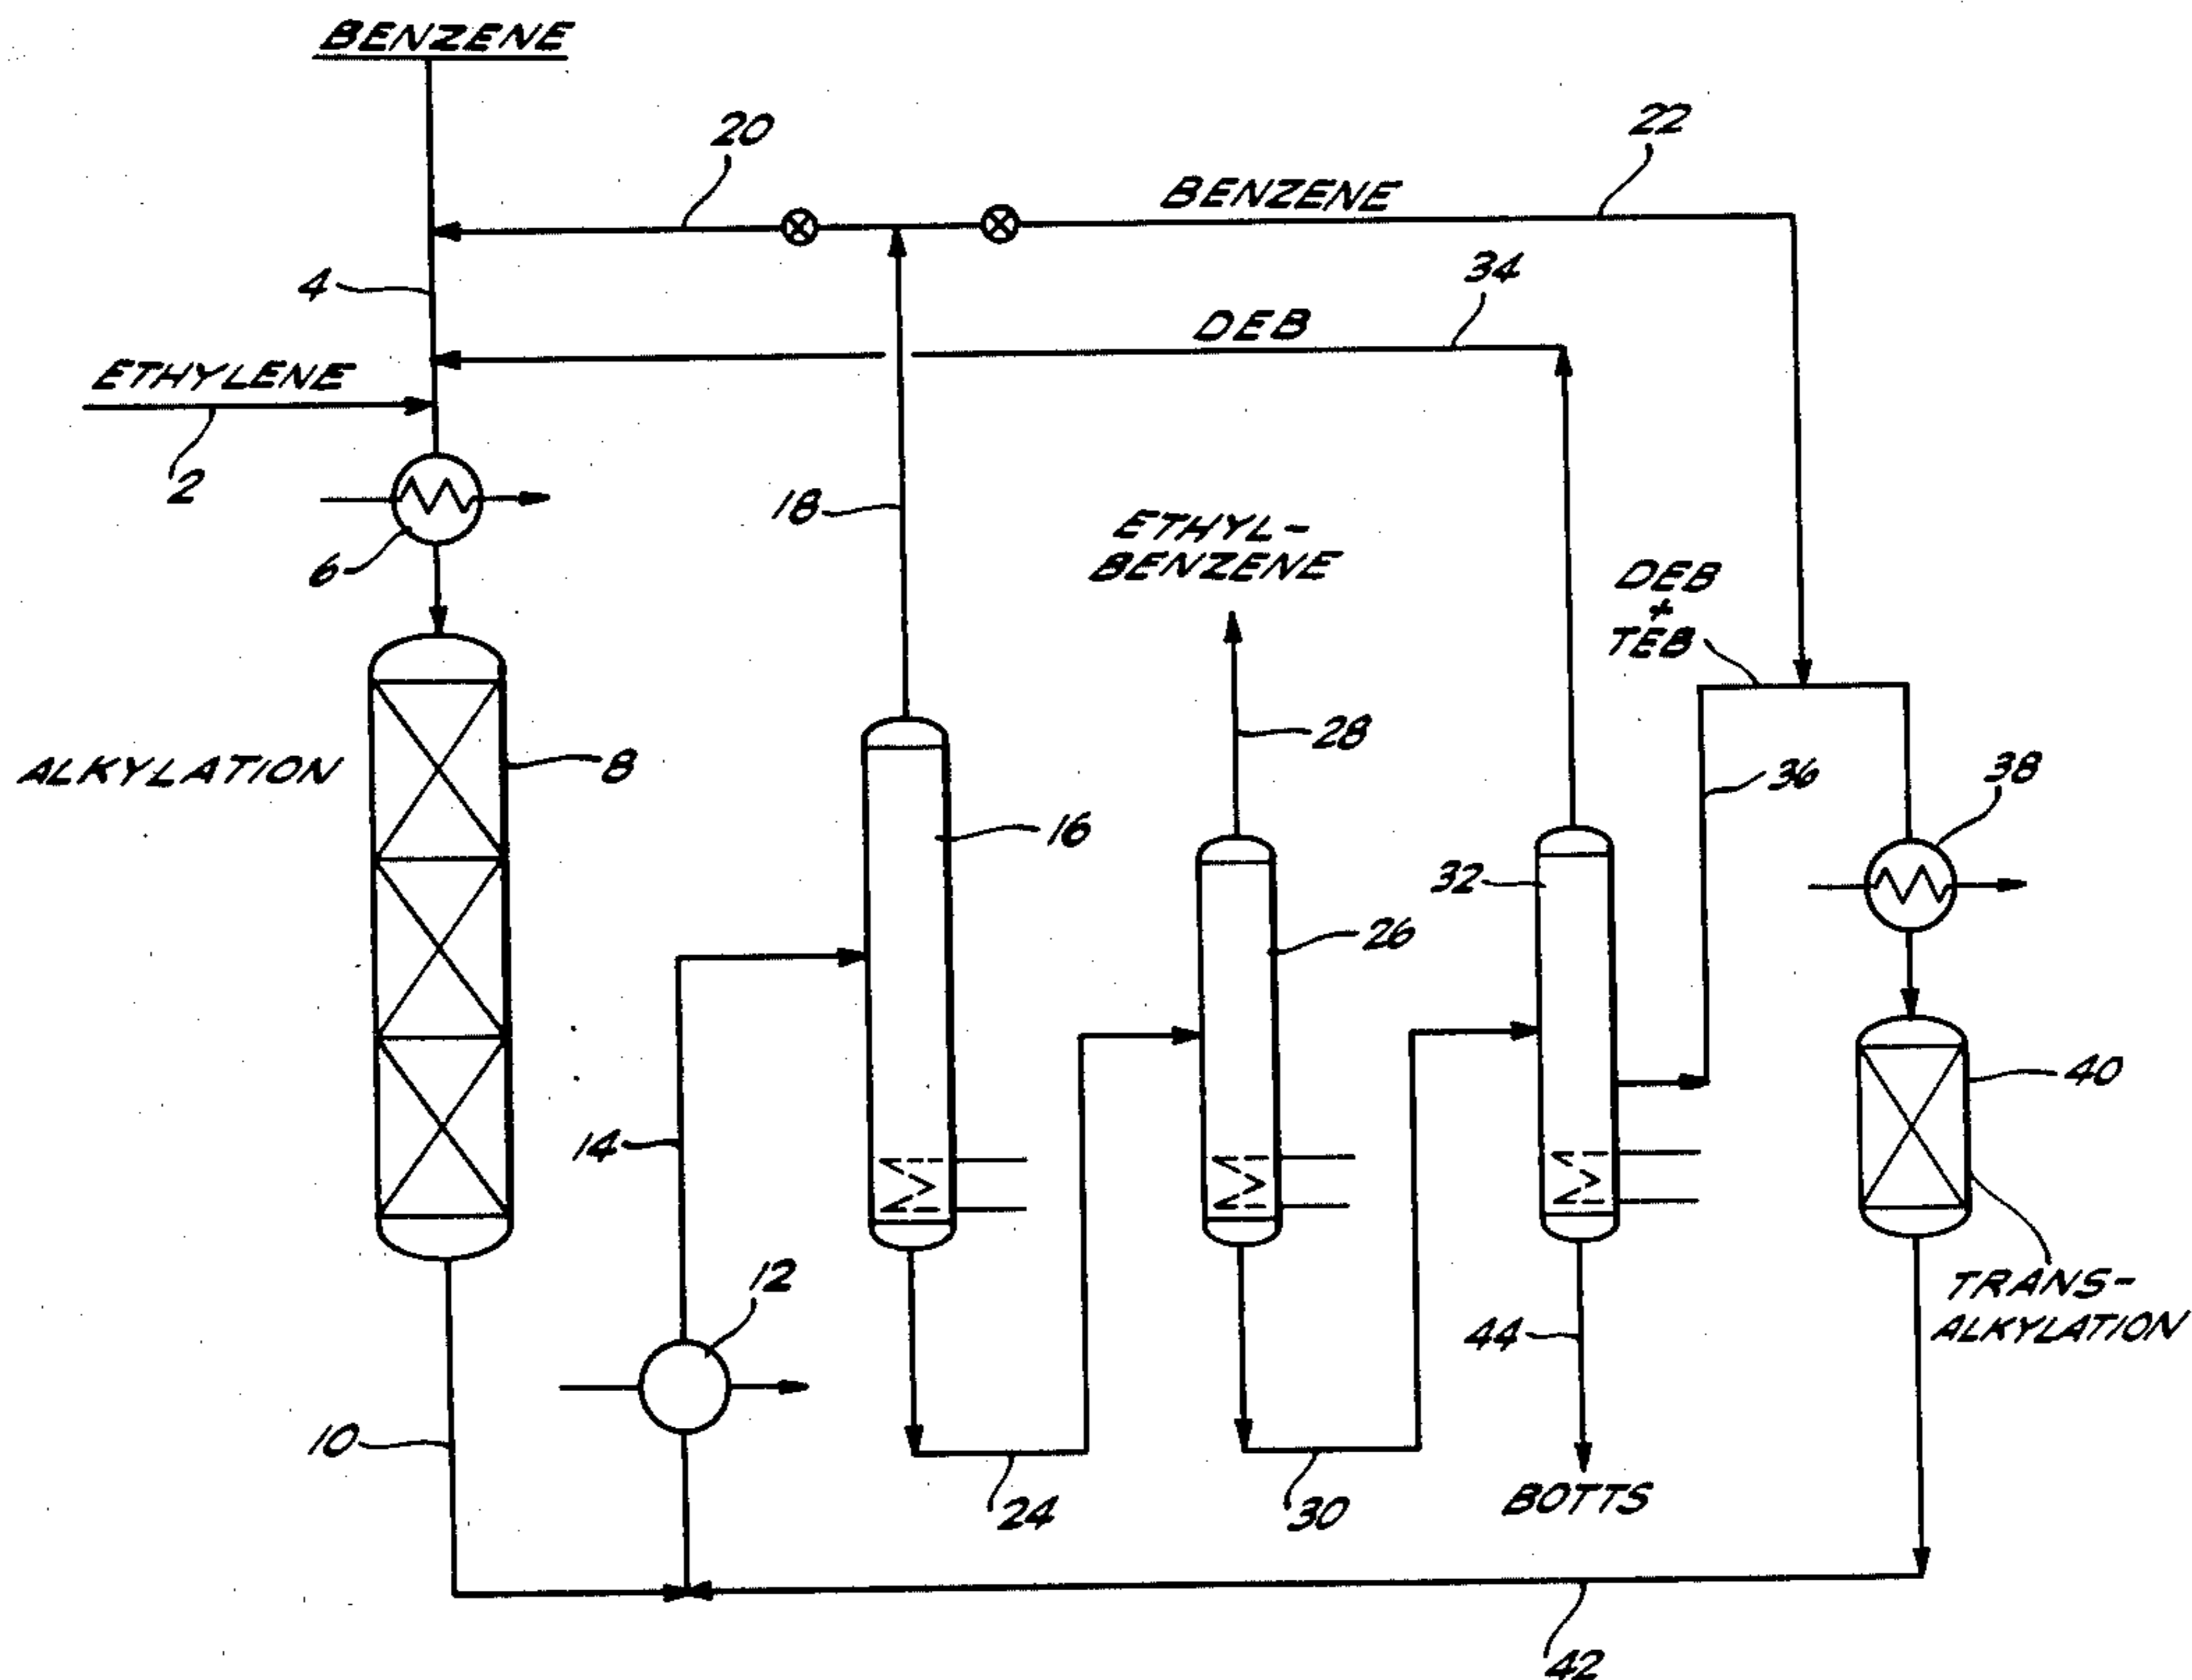 BENZENE
20
22
BENZENE
4
34
DEB
ETHYLENE
2
18
ETHYL-
BENZENE
6
DEB
+
TEB
28
36
38
ALKYLATION
8
16
32
26
40
14
12
TRANS-
ALKYLATION
44
10
24
30
BOTTS
42